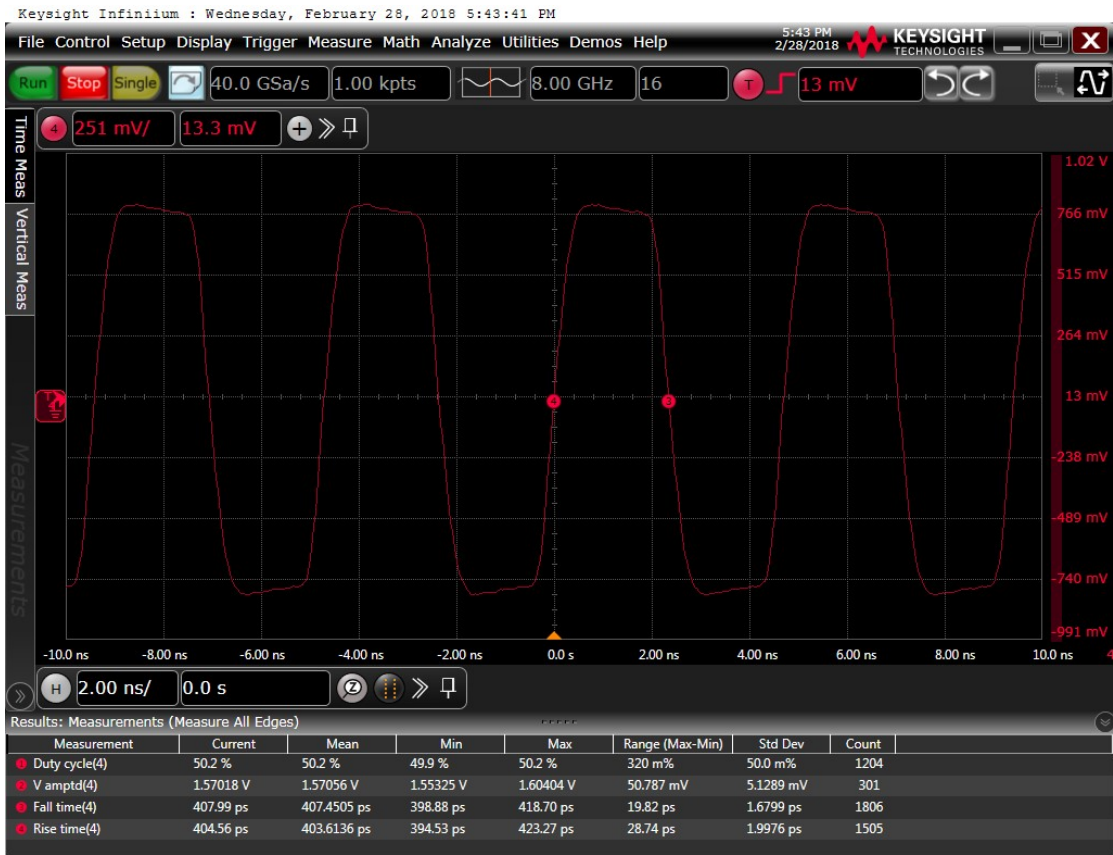 Keysight Infiniium : Wednesday, February 28, 2018 5:43:41 PM
File Control Setup Display Trigger Measure Math Analyze Utilities Demos Help 5:43 PM 2/28/2018 KEYSIGHT TECHNOLOGIES X
Run Stop Single 40.0 GSa/s 1.00 kpts 8.00 GHz 16 T 13 mV
Time Meas
Vertical Meas
Measurements
4 251 mV/ 13.3 mV
1.02 V
766 mV
515 mV
264 mV
T 4 3 13 mV
-238 mV
-489 mV
-740 mV
-991 mV
-10.0 ns -8.00 ns -6.00 ns -4.00 ns -2.00 ns 0.0 s 2.00 ns 4.00 ns 6.00 ns 8.00 ns 10.0 ns 4
H 2.00 ns/ 0.0 s Z
Results: Measurements (Measure All Edges)
Measurement Current Mean Min Max Range (Max-Min) Std Dev Count
1 Duty cycle(4) 50.2 % 50.2 % 49.9 % 50.2 % 320 m% 50.0 m% 1204
2 V amptd(4) 1.57018 V 1.57056 V 1.55325 V 1.60404 V 50.787 mV 5.1289 mV 301
3 Fall time(4) 407.99 ps 407.4505 ps 398.88 ps 418.70 ps 19.82 ps 1.6799 ps 1806
4 Rise time(4) 404.56 ps 403.6136 ps 394.53 ps 423.27 ps 28.74 ps 1.9976 ps 1505